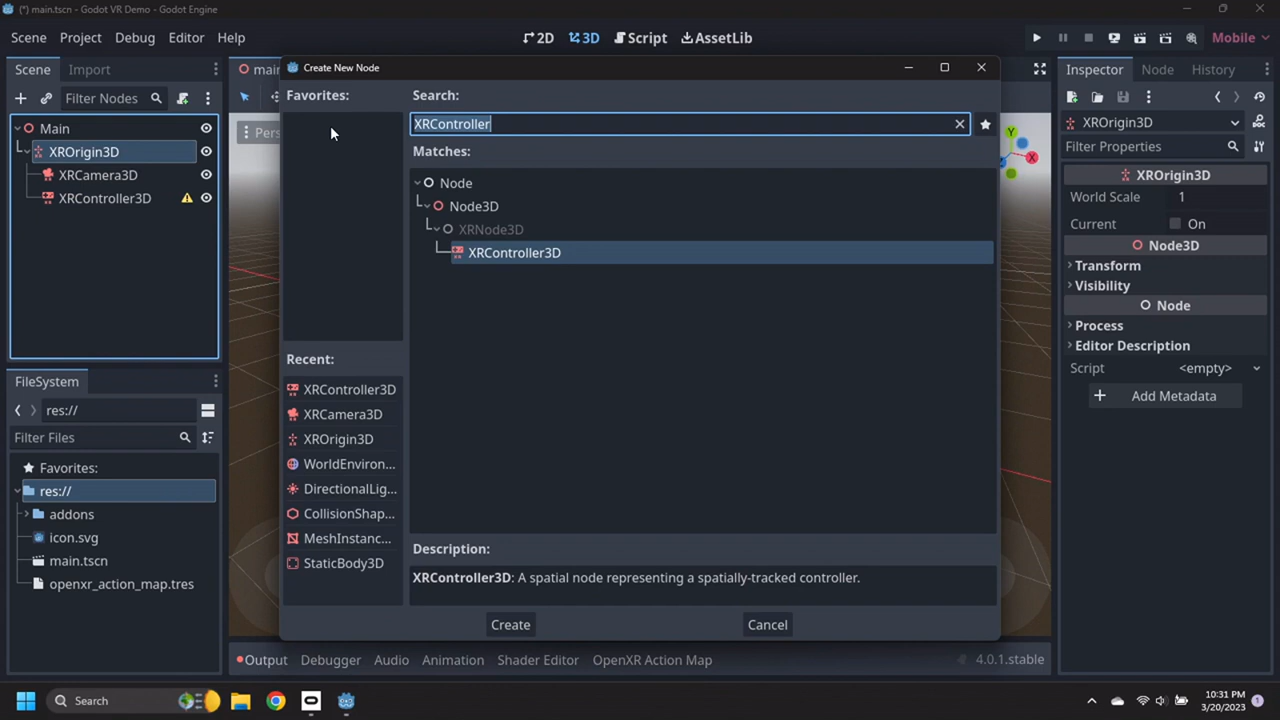 (*) main.tscn - Godot VR Demo - Godot Engine
Scene Project Debug Editor Help
2D 3D Script AssetLib
Mobile
Scene Import
Filter Nodes
Main
XROrigin3D
XRCamera3D
XRController3D
FileSystem
res://
Filter Files
Favorites:
res://
addons
icon.svg
main.tscn
openxr_action_map.tres
main
Pers
Create New Node
Favorites:
Recent:
XRController3D
XRCamera3D
XROrigin3D
WorldEnviron...
DirectionalLig...
CollisionShap...
MeshInstanc...
StaticBody3D
Search:
XRController
Matches:
Node
Node3D
XRNode3D
XRController3D
Description:
XRController3D: A spatial node representing a spatially-tracked controller.
Create Cancel
Y
X
Output Debugger Audio Animation Shader Editor OpenXR Action Map 4.0.1.stable
Inspector Node History
XROrigin3D
Filter Properties
XROrigin3D
World Scale 1
Current On
Node3D
Transform
Visibility
Node
Process
Editor Description
Script <empty>
Add Metadata
Search
10:31 PM
3/20/2023
1